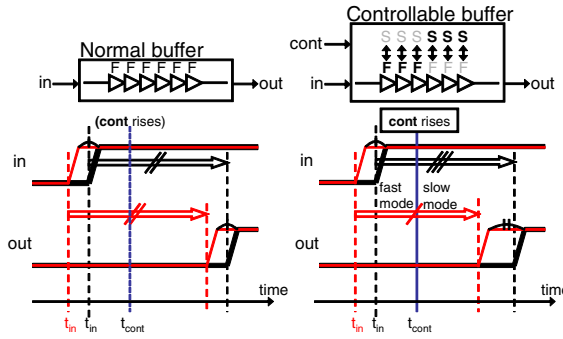 Normal buffer
F F F F F F
in
out
(cont rises)
in
out
time
t_in
t_in
t_cont
Controllable buffer
cont
S S S S S S
F F F F F F
in
out
cont rises
in
fast mode
slow mode
out
time
t_in
t_in
t_cont